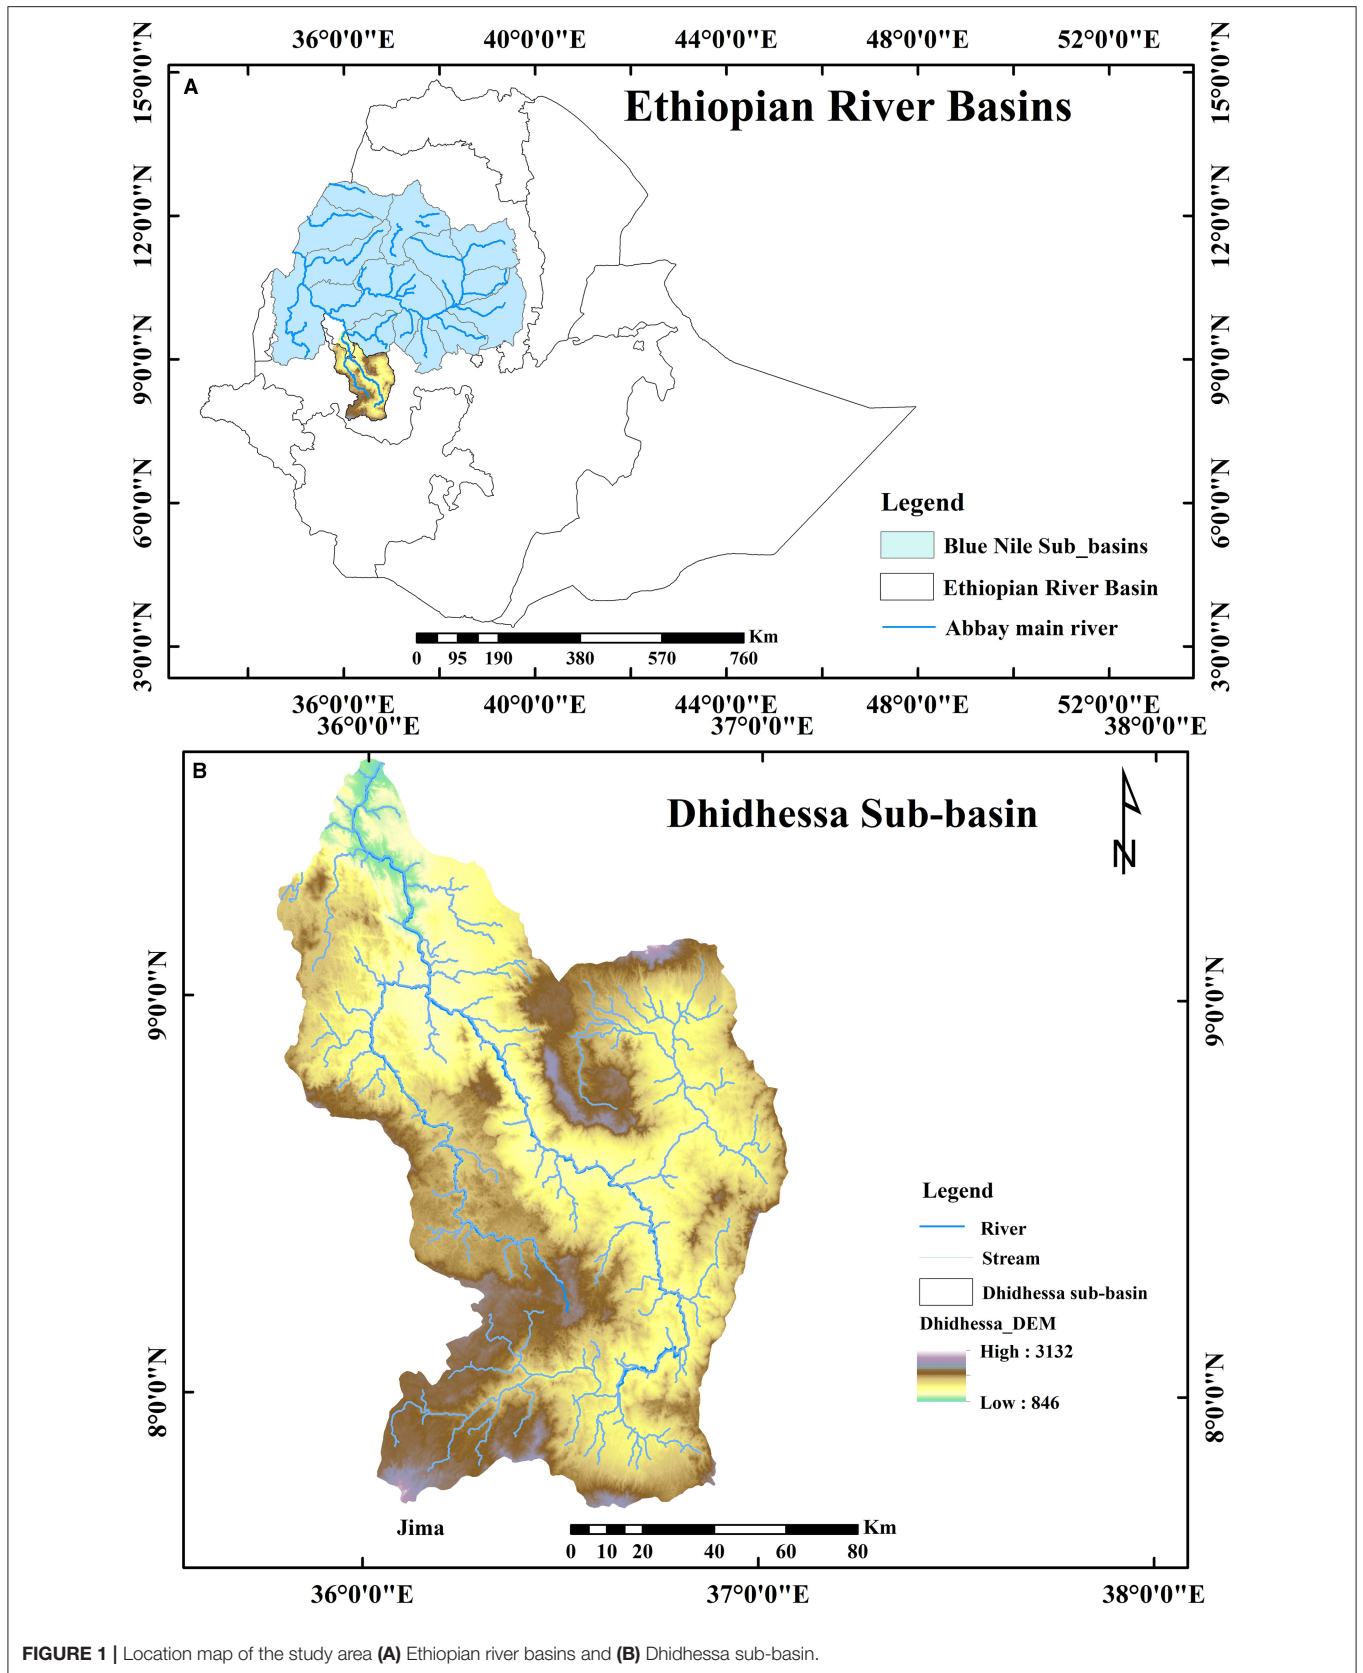 36°0'0"E 40°0'0"E 44°0'0"E 48°0'0"E 52°0'0"E
A
Ethiopian River Basins
15°0'0"N 15°0'0"N
12°0'0"N 12°0'0"N
9°0'0"N 9°0'0"N
6°0'0"N 6°0'0"N
3°0'0"N 3°0'0"N
Legend
Blue Nile Sub_basins
Ethiopian River Basin
Abbay main river
Km
0 95 190 380 570 760
36°0'0"E 40°0'0"E 44°0'0"E 48°0'0"E 52°0'0"E
36°0'0"E 37°0'0"E 38°0'0"E
B
Dhidhessa Sub-basin
N
9°0'0"N 9°0'0"N
8°0'0"N 8°0'0"N
Legend
River
Stream
Dhidhessa sub-basin
Dhidhessa_DEM
High : 3132
Low : 846
Jima
Km
0 10 20 40 60 80
36°0'0"E 37°0'0"E 38°0'0"E
FIGURE 1 | Location map of the study area (A) Ethiopian river basins and (B) Dhidhessa sub-basin.